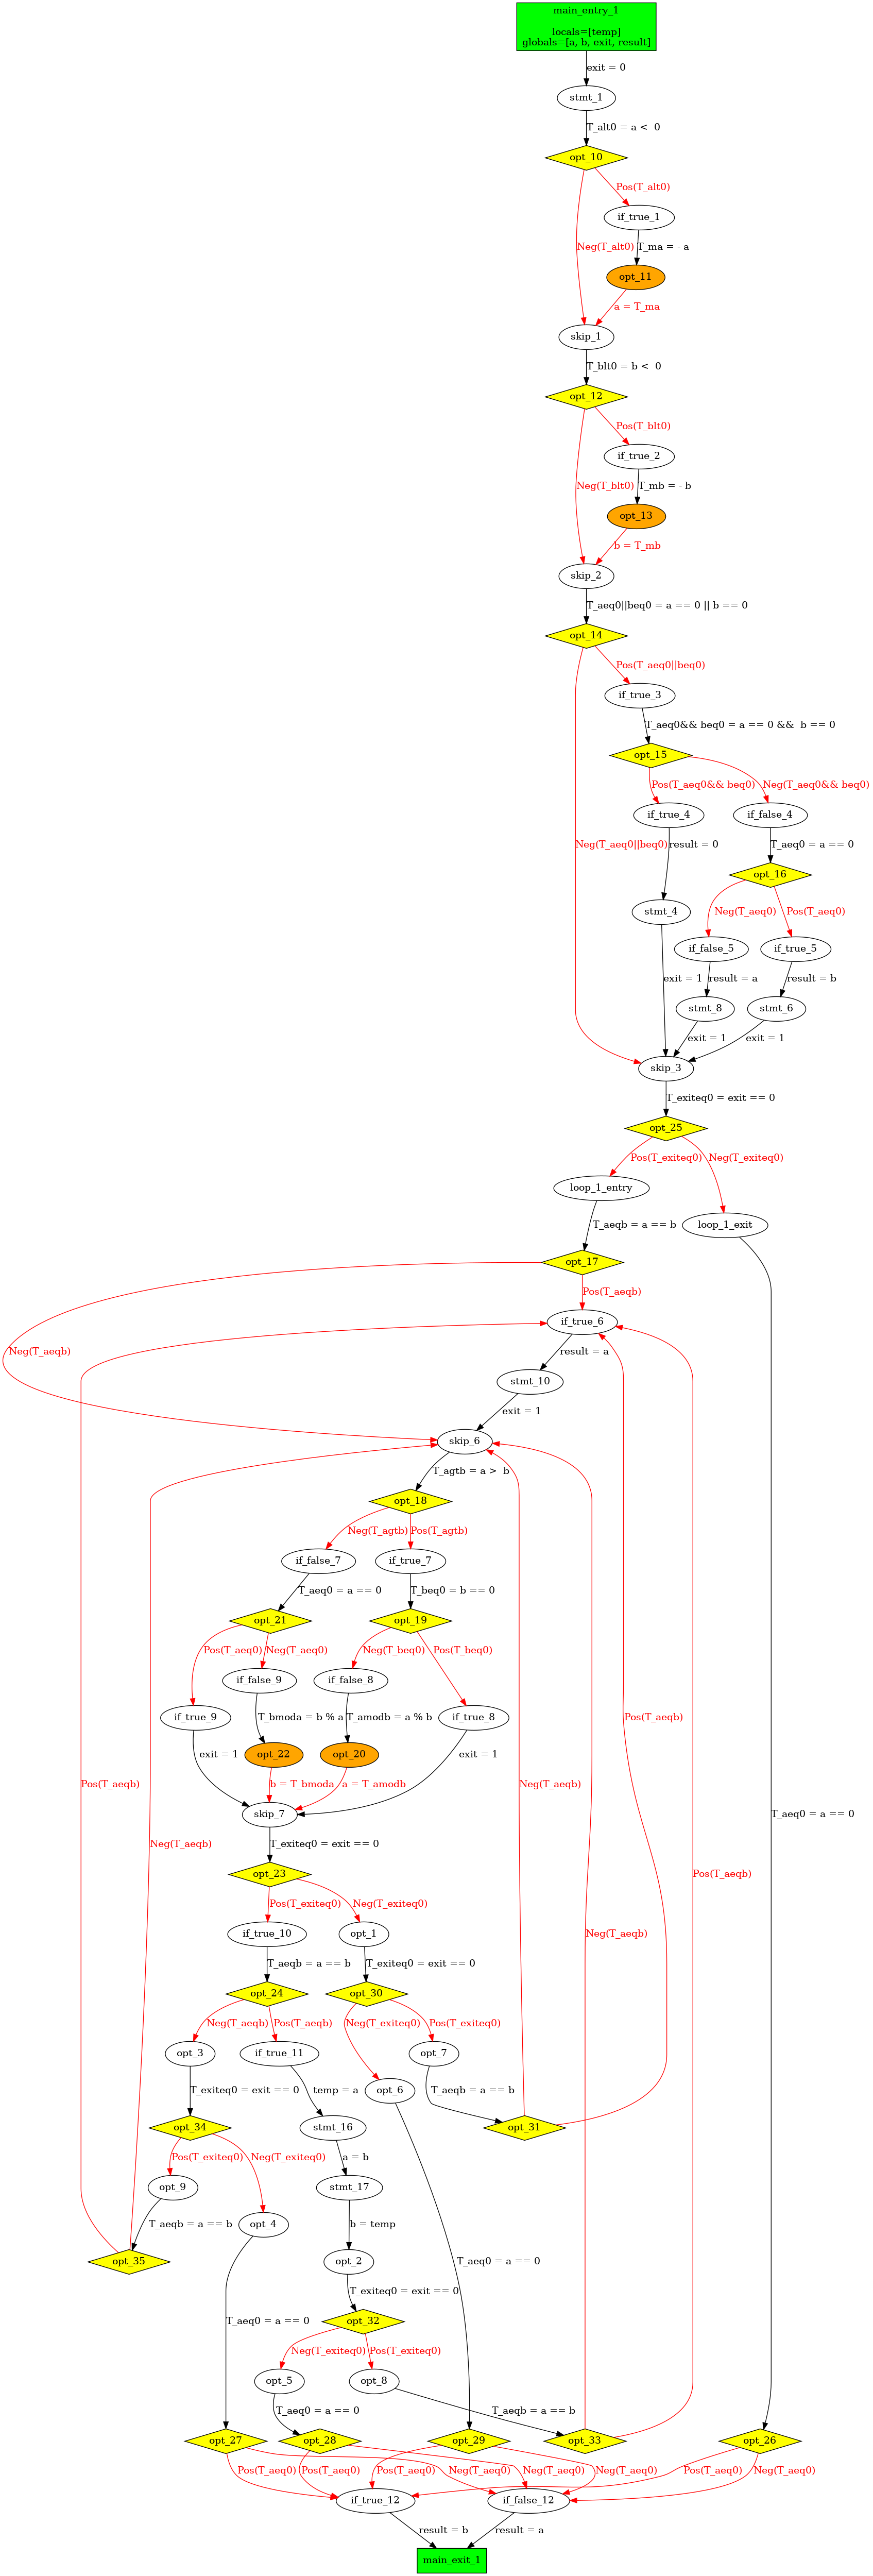 main_entry_1
locals=[temp]
globals=[a, b, exit, result]
exit = 0
stmt_1
T_alt0 = a <  0
opt_10
Pos(T_alt0)
if_true_1
Neg(T_alt0)
T_ma = - a
opt_11
a = T_ma
skip_1
T_blt0 = b <  0
opt_12
Pos(T_blt0)
if_true_2
Neg(T_blt0)
T_mb = - b
opt_13
b = T_mb
skip_2
T_aeq0||beq0 = a == 0 || b == 0
opt_14
Pos(T_aeq0||beq0)
if_true_3
T_aeq0&& beq0 = a == 0 &&  b == 0
opt_15
Pos(T_aeq0&& beq0)
Neg(T_aeq0&& beq0)
if_true_4
if_false_4
Neg(T_aeq0||beq0)
result = 0
T_aeq0 = a == 0
opt_16
stmt_4
Neg(T_aeq0)
Pos(T_aeq0)
if_false_5
if_true_5
exit = 1
result = a
result = b
stmt_8
stmt_6
exit = 1
exit = 1
skip_3
T_exiteq0 = exit == 0
opt_25
Pos(T_exiteq0)
Neg(T_exiteq0)
loop_1_entry
loop_1_exit
T_aeqb = a == b
opt_17
Pos(T_aeqb)
if_true_6
Neg(T_aeqb)
result = a
stmt_10
exit = 1
skip_6
T_agtb = a >  b
opt_18
Neg(T_agtb)
Pos(T_agtb)
if_false_7
if_true_7
T_aeq0 = a == 0
T_beq0 = b == 0
opt_21
opt_19
Pos(T_aeq0)
Neg(T_aeq0)
Neg(T_beq0)
Pos(T_beq0)
if_false_9
if_false_8
if_true_9
T_bmoda = b % a
T_amodb = a % b
if_true_8
Pos(T_aeqb)
exit = 1
opt_22
opt_20
exit = 1
Pos(T_aeqb)
b = T_bmoda
a = T_amodb
Neg(T_aeqb)
skip_7
T_aeq0 = a == 0
Neg(T_aeqb)
T_exiteq0 = exit == 0
opt_23
Pos(T_aeqb)
Pos(T_exiteq0)
Neg(T_exiteq0)
if_true_10
opt_1
Neg(T_aeqb)
T_aeqb = a == b
T_exiteq0 = exit == 0
opt_24
opt_30
Neg(T_aeqb)
Pos(T_aeqb)
Neg(T_exiteq0)
Pos(T_exiteq0)
opt_3
if_true_11
opt_7
T_exiteq0 = exit == 0
temp = a
opt_6
T_aeqb = a == b
opt_34
stmt_16
opt_31
Pos(T_exiteq0)
Neg(T_exiteq0)
a = b
opt_9
stmt_17
T_aeqb = a == b
opt_4
b = temp
opt_35
opt_2
T_aeq0 = a == 0
T_exiteq0 = exit == 0
T_aeq0 = a == 0
opt_32
Neg(T_exiteq0)
Pos(T_exiteq0)
opt_5
opt_8
T_aeq0 = a == 0
T_aeqb = a == b
opt_27
opt_28
opt_29
opt_33
opt_26
Pos(T_aeq0)
Pos(T_aeq0)
Pos(T_aeq0)
Neg(T_aeq0)
Neg(T_aeq0)
Neg(T_aeq0)
Pos(T_aeq0)
Neg(T_aeq0)
if_true_12
if_false_12
result = b
result = a
main_exit_1